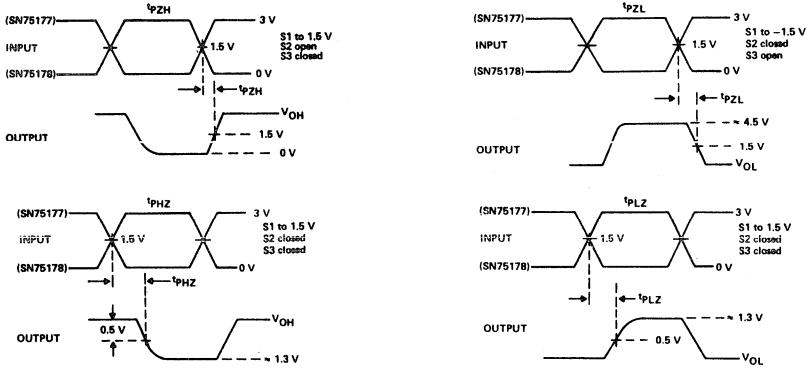 tPZH
(SN75177)
3 V
S1 to 1.5 V
S2 open
S3 closed
INPUT
1.5 V
(SN75178)
0 V
tPZH
VOH
OUTPUT
1.5 V
0 V
tPZL
(SN75177)
3 V
S1 to −1.5 V
S2 closed
S3 open
INPUT
1.5 V
(SN75178)
0 V
tPZL
≈ 4.5 V
OUTPUT
1.5 V
VOL
tPHZ
(SN75177)
3 V
S1 to 1.5 V
S2 closed
S3 closed
INPUT
1.5 V
(SN75178)
0 V
tPHZ
VOH
0.5 V
OUTPUT
≈ 1.3 V
tPLZ
(SN75177)
3 V
S1 to 1.5 V
S2 closed
S3 closed
INPUT
1.5 V
(SN75178)
0 V
tPLZ
≈ 1.3 V
OUTPUT
0.5 V
VOL